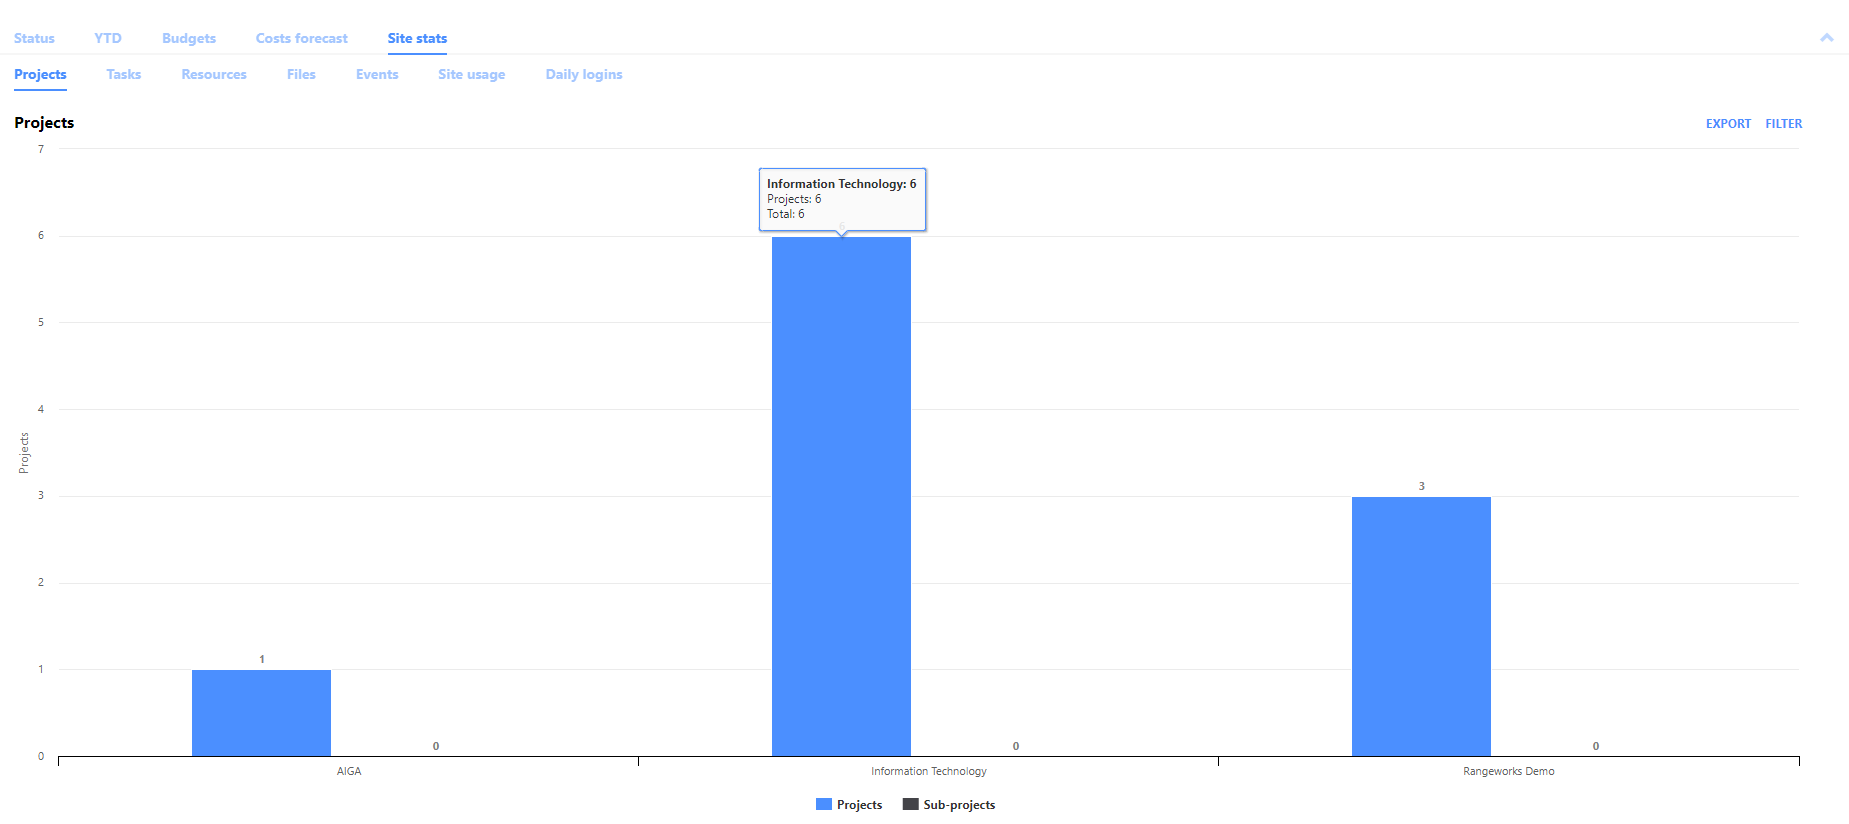 Status YTD Budgets Costs forecast Site stats
Projects Tasks Resources Files Events Site usage Daily logins
Projects
EXPORT FILTER
7
6
5
4
3
2
1
0
Projects
Information Technology: 6
Projects: 6
Total: 6
6
1
0
0
3
0
AIGA
Information Technology
Rangeworks Demo
Projects Sub-projects